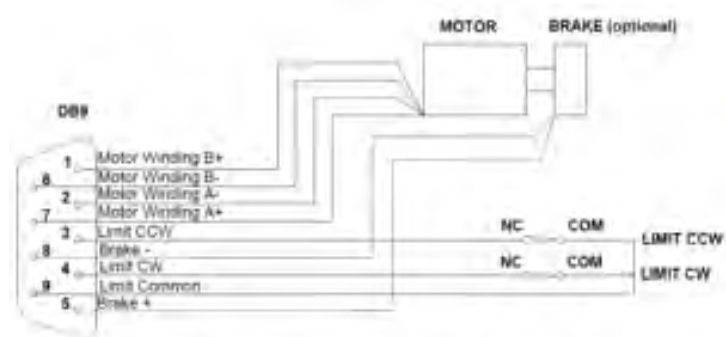 MOTOR BRAKE (optional)
DB9
1 Motor Winding B+
6 Motor Winding B-
2 Motor Winding A-
7 Motor Winding A+
3 Limit CCW NC COM LIMIT CCW
8 Brake -
4 Limit CW NC COM LIMIT CW
9 Limit Common
5 Brake +